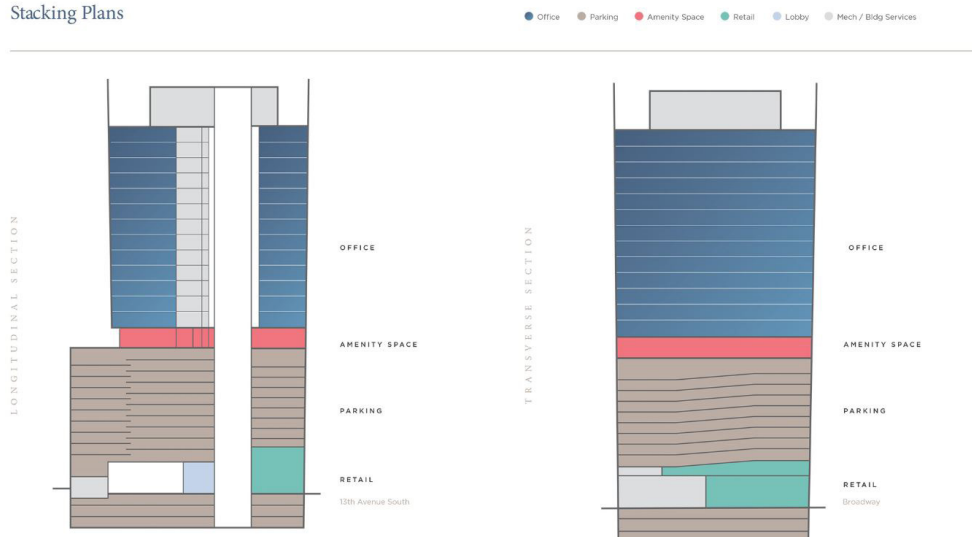 Stacking Plans
Office Parking Amenity Space Retail Lobby Mech / Bldg Services
LONGITUDINAL SECTION
OFFICE
AMENITY SPACE
PARKING
RETAIL
13th Avenue South
TRANSVERSE SECTION
OFFICE
AMENITY SPACE
PARKING
RETAIL
Broadway